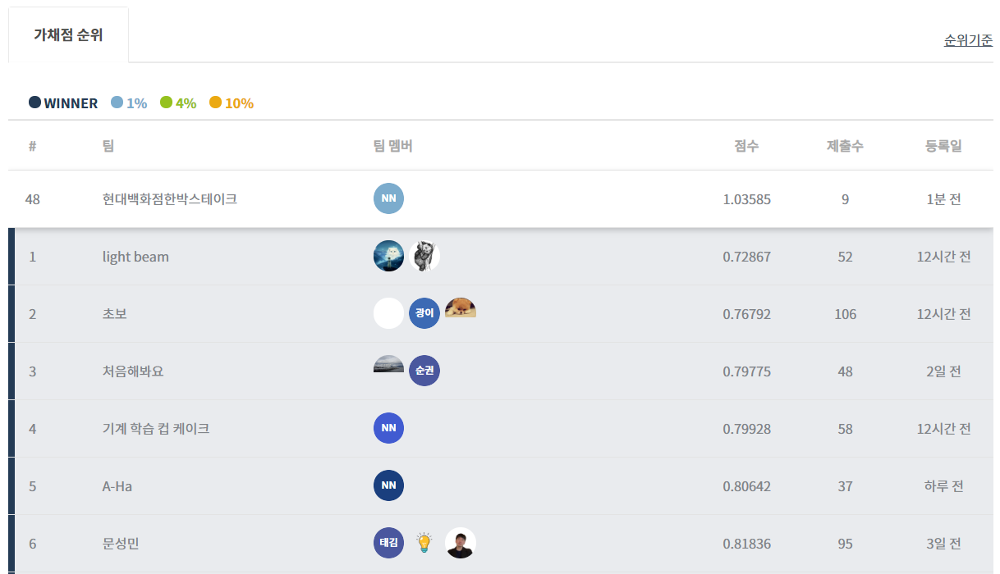 가채점 순위
순위기준
WINNER 1% 4% 10%
# 팀 팀 멤버 점수 제출수 등록일
48 현대백화점한박스테이크 NN 1.03585 9 1분 전
1 light beam 0.72867 52 12시간 전
2 초보 광이 0.76792 106 12시간 전
3 처음해봐요 순권 0.79775 48 2일 전
4 기계 학습 컵 케이크 NN 0.79928 58 12시간 전
5 A-Ha NN 0.80642 37 하루 전
6 문성민 태김 0.81836 95 3일 전